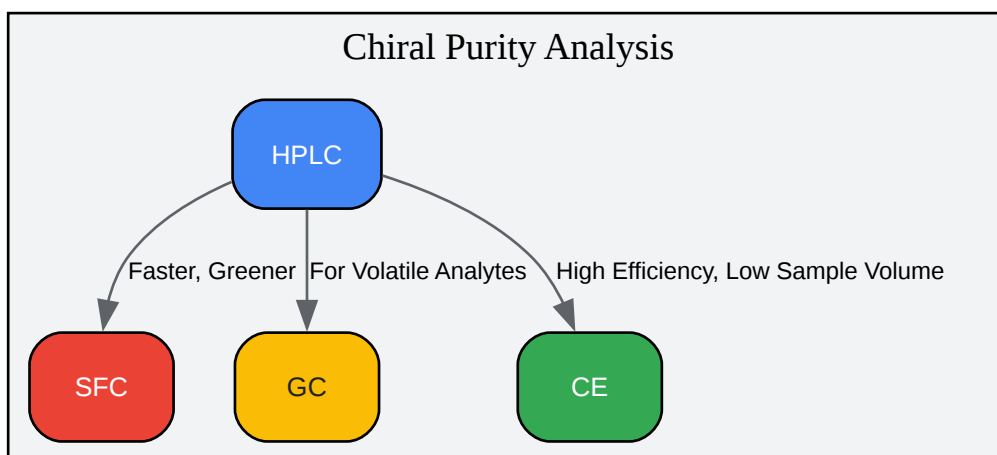 Chiral Purity Analysis
HPLC
Faster, Greener
For Volatile Analytes
High Efficiency, Low Sample Volume
SFC
GC
CE